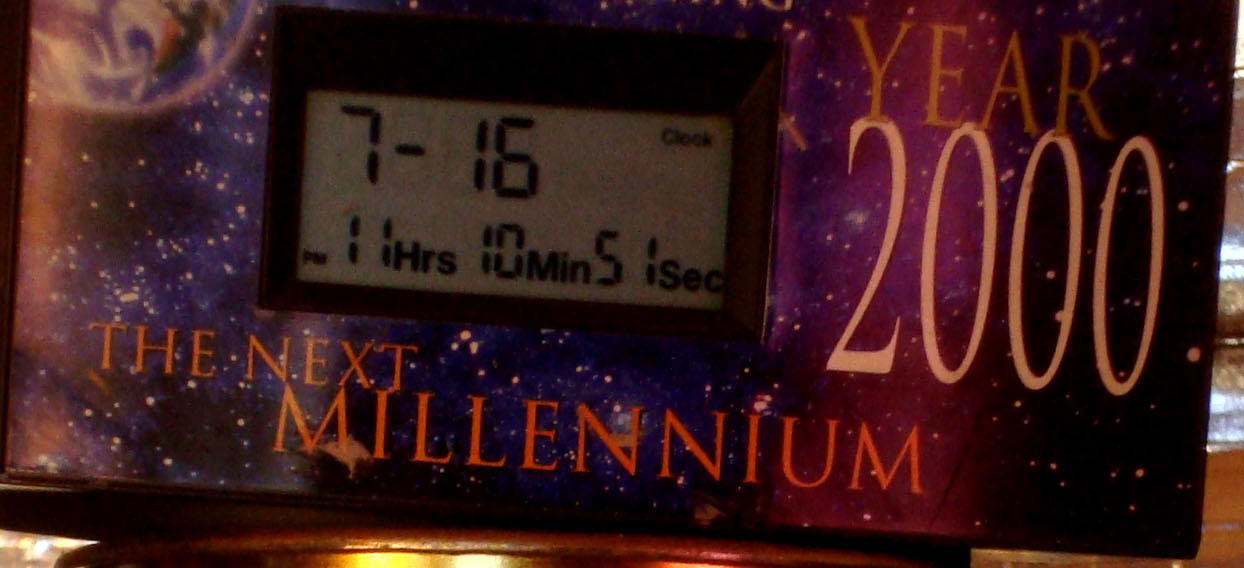 YEAR
2000
Clock
7-16
PM 11Hrs 10Min 51Sec
THE NEXT
MILLENNIUM